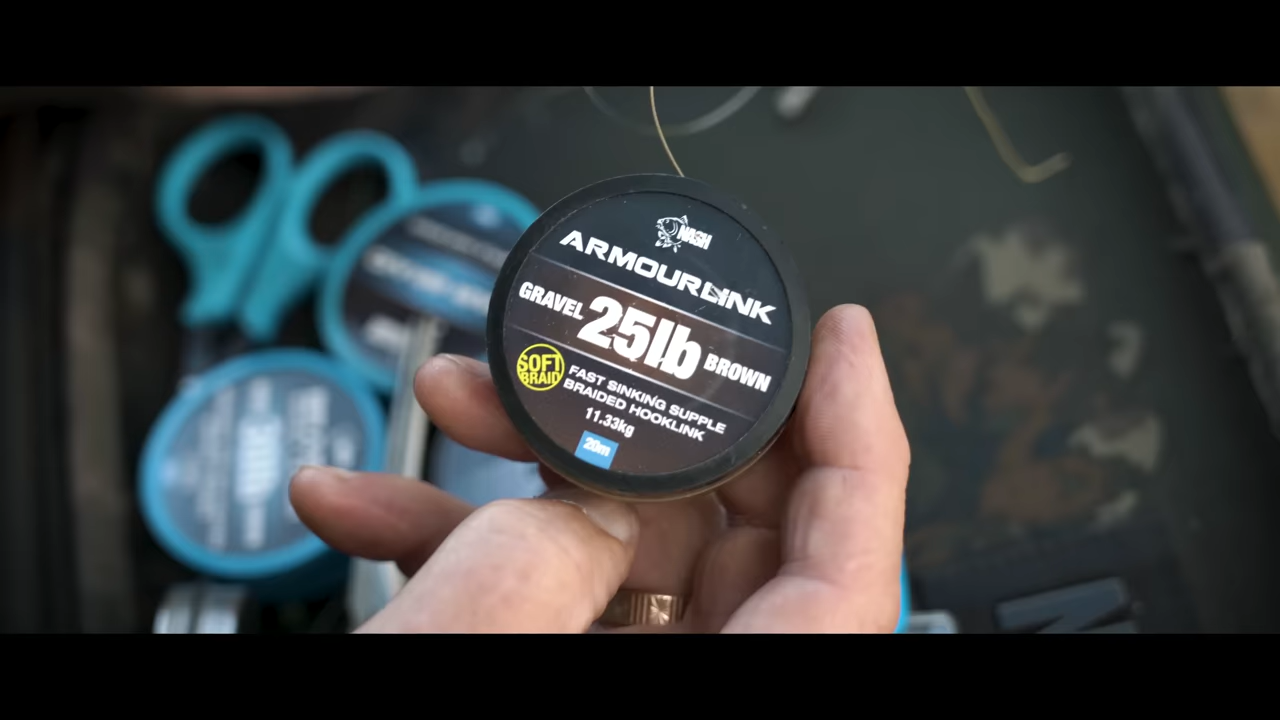 NASH
ARMOURLINK
GRAVEL 25lb BROWN
SOFT
BRAID
FAST SINKING SUPPLE
BRAIDED HOOKLINK
11.33kg
20m